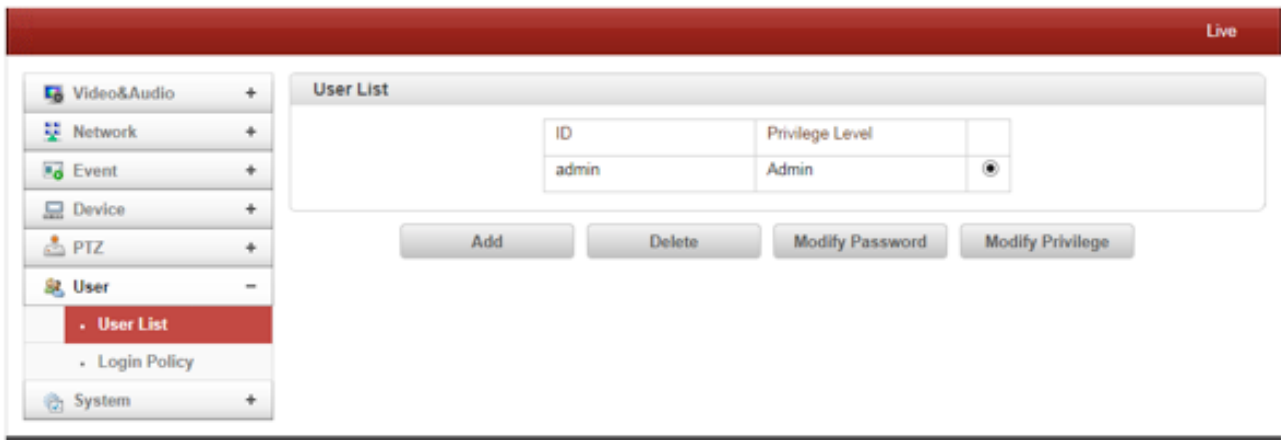 Live
Video&Audio +
Network +
Event +
Device +
PTZ +
User −
• User List
• Login Policy
System +
User List
ID Privilege Level
admin Admin
Add Delete Modify Password Modify Privilege